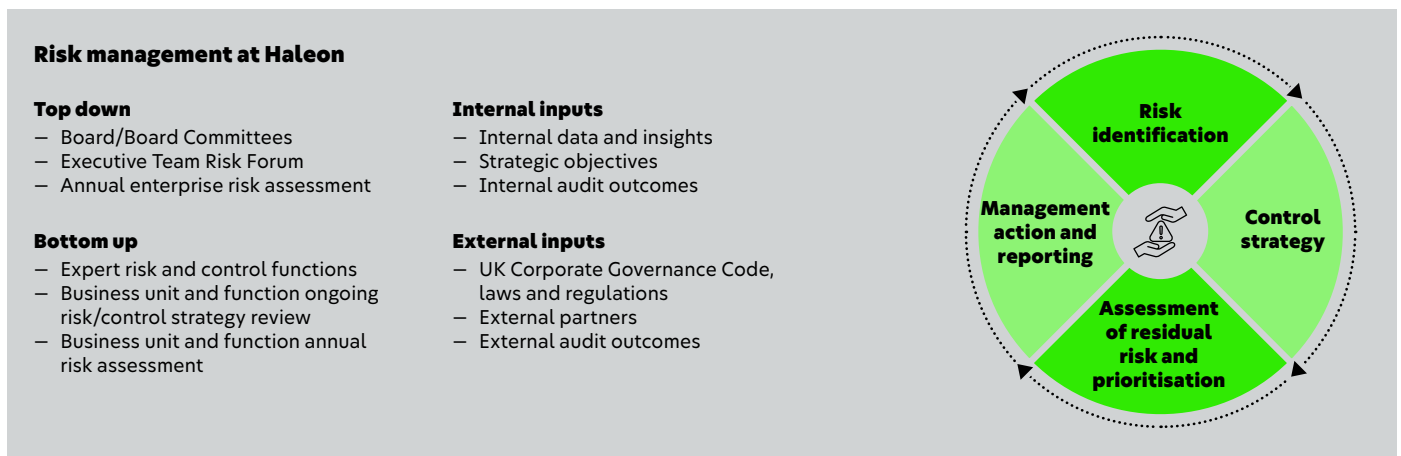 Risk management at Haleon
Top down
— Board/Board Committees
— Executive Team Risk Forum
— Annual enterprise risk assessment
Bottom up
— Expert risk and control functions
— Business unit and function ongoing
risk/control strategy review
— Business unit and function annual
risk assessment
Internal inputs
— Internal data and insights
— Strategic objectives
— Internal audit outcomes
External inputs
— UK Corporate Governance Code,
laws and regulations
— External partners
— External audit outcomes
Risk
identification
Control
strategy
Assessment
of residual
risk and
prioritisation
Management
action and
reporting